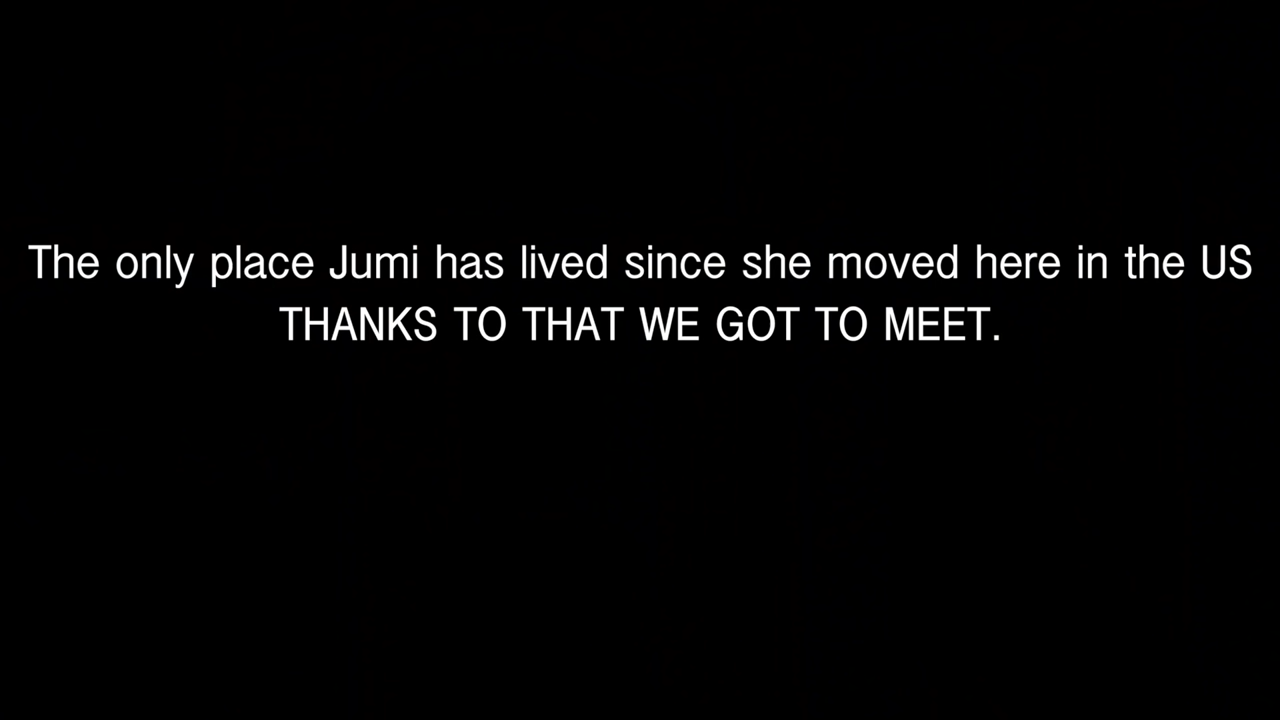 The only place Jumi has lived since she moved here in the US
THANKS TO THAT WE GOT TO MEET.